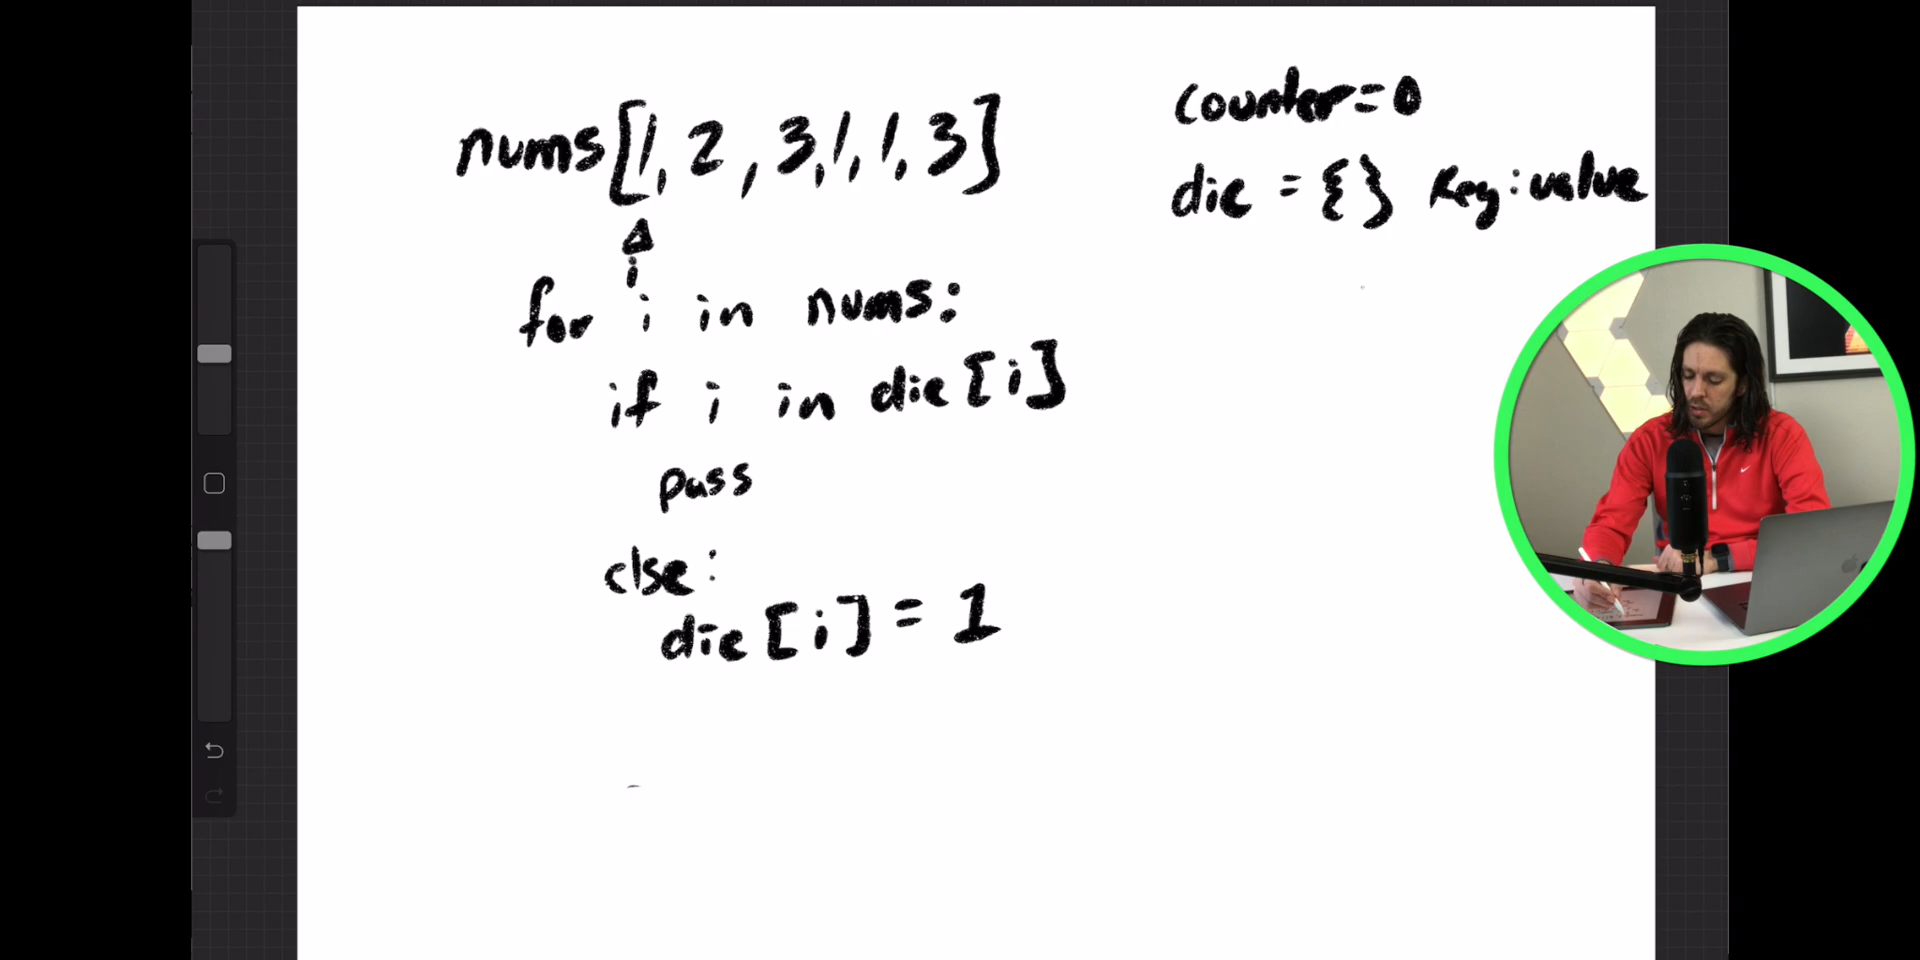 nums[1, 2, 3, 1, 1, 3]
counter=0
dic = {} Key:value
i
for i in nums:
if i in dic[i]
pass
else:
dic[i] = 1